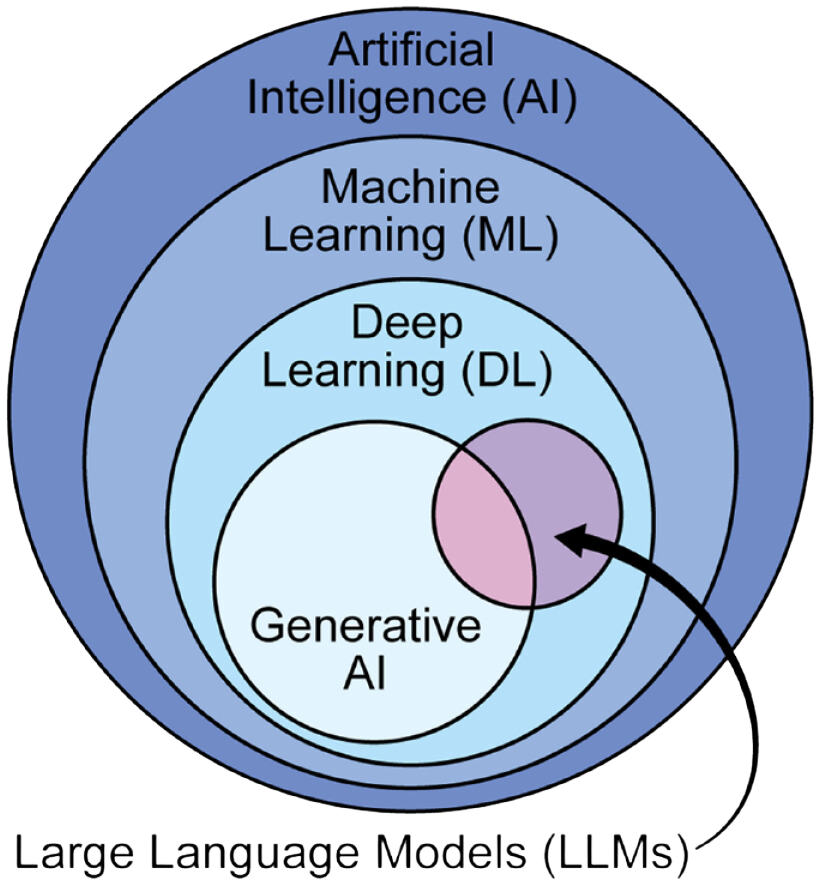 Artificial
Intelligence (AI)
Machine
Learning (ML)
Deep
Learning (DL)
Generative
AI
Large Language Models (LLMs)